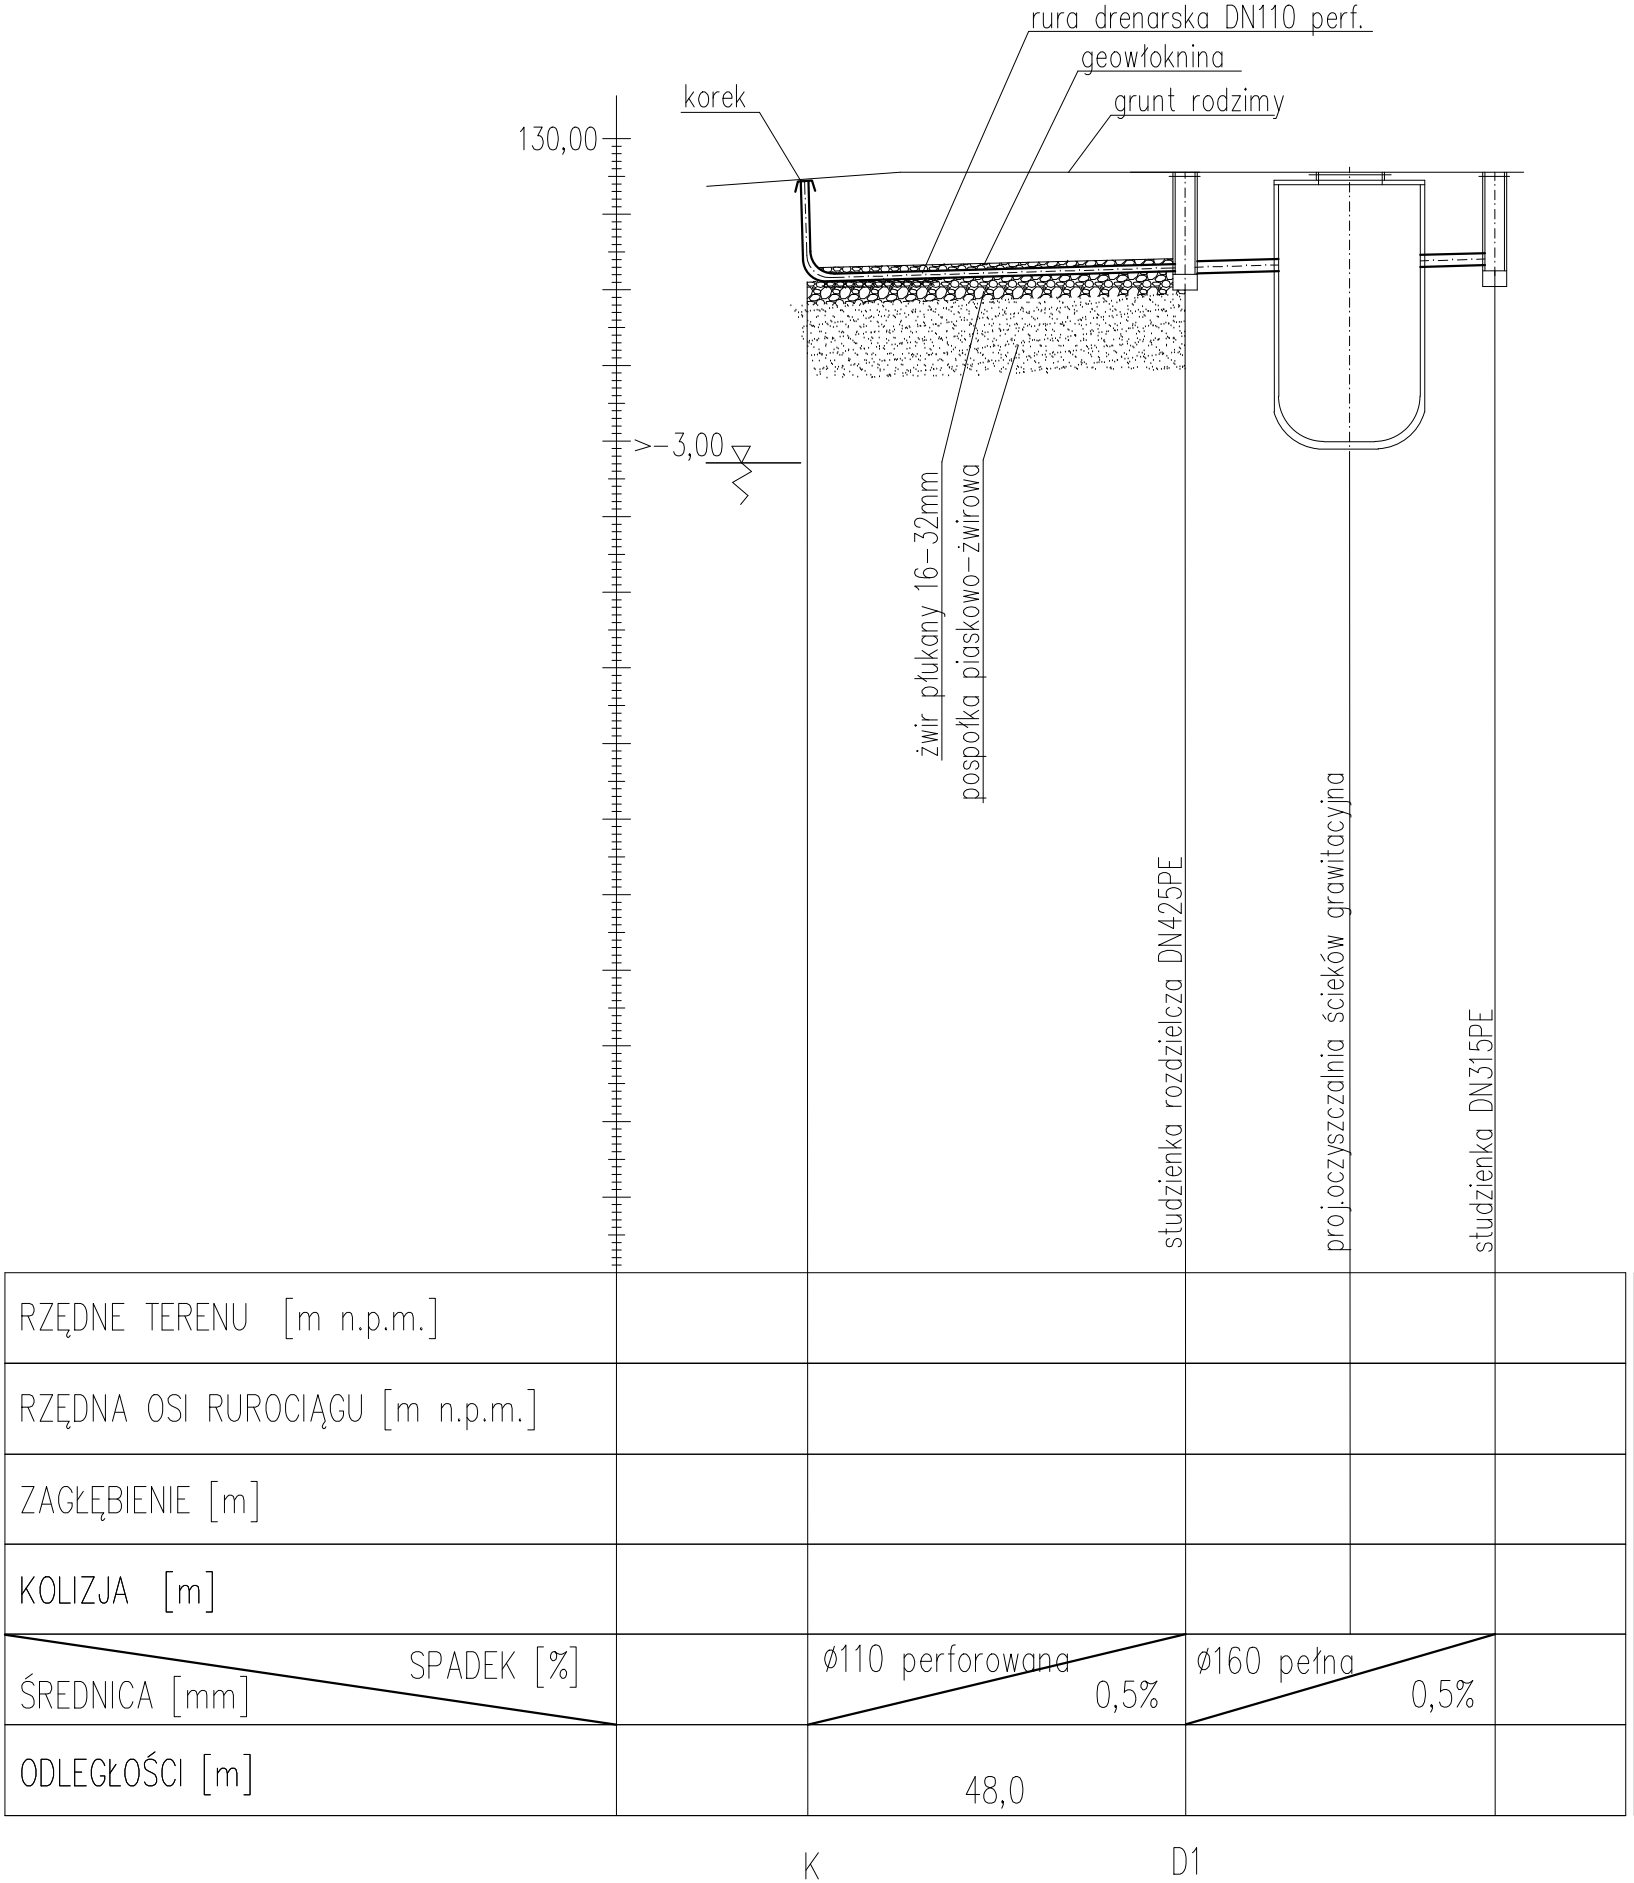 rura drenarska DN110 perf.
geowłoknina
korek
grunt rodzimy
130,00
>-3,00
żwir płukany 16-32mm
pospołka piaskowo-żwirowa
studzienka rozdzielcza DN425PE
proj.oczyszczalnia ścieków grawitacyjna
studzienka DN315PE
RZĘDNE TERENU [m n.p.m.]
RZĘDNA OSI RUROCIĄGU [m n.p.m.]
ZAGŁĘBIENIE [m]
KOLIZJA [m]
SPADEK [%]
ŚREDNICA [mm]
ø110 perforowana
0,5%
ø160 pełna
0,5%
ODLEGŁOŚCI [m]
48,0
K
D1